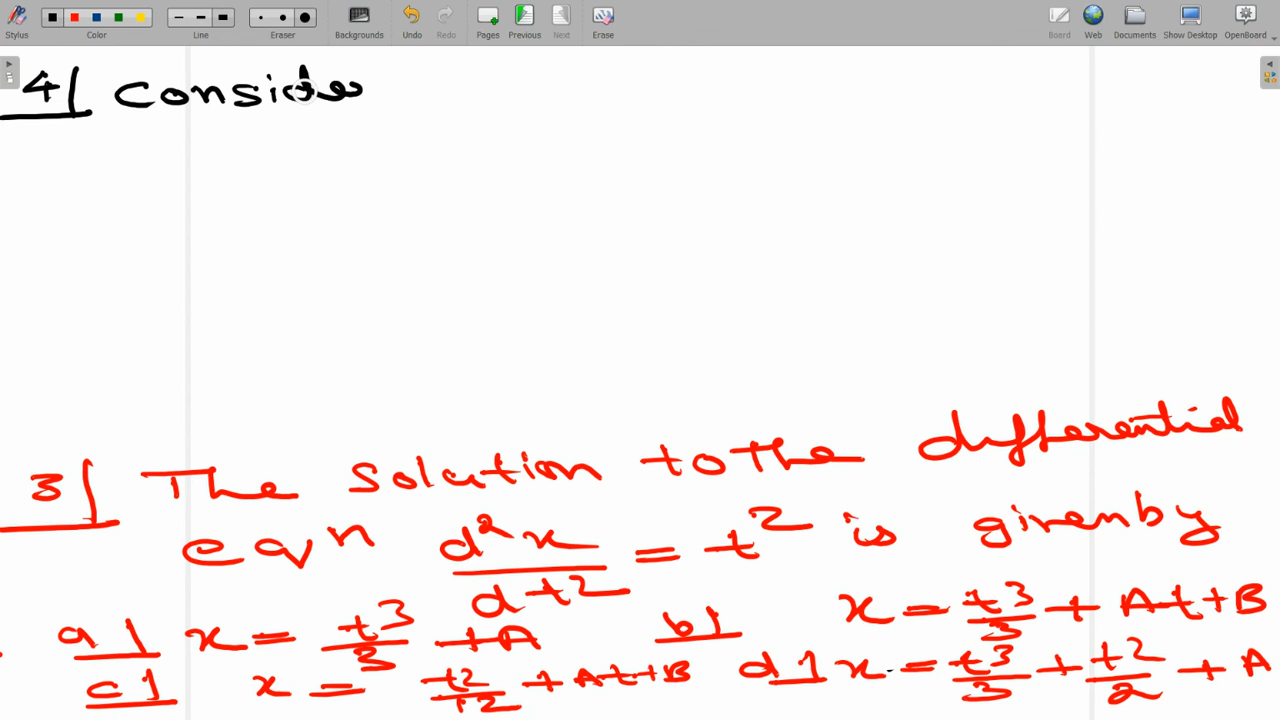 Stylus Color Line Eraser Backgrounds Undo Redo Pages Previous Next Erase Board Web Documents Show Desktop OpenBoard
4| Conside
3| The solution to the differential
eqn d²x/dt² = t² is given by
a| x = t³/3 + A b| x = t³/3 + At + B
c| x = t²/12 + At + B d| x = t³/3 + t²/2 + A